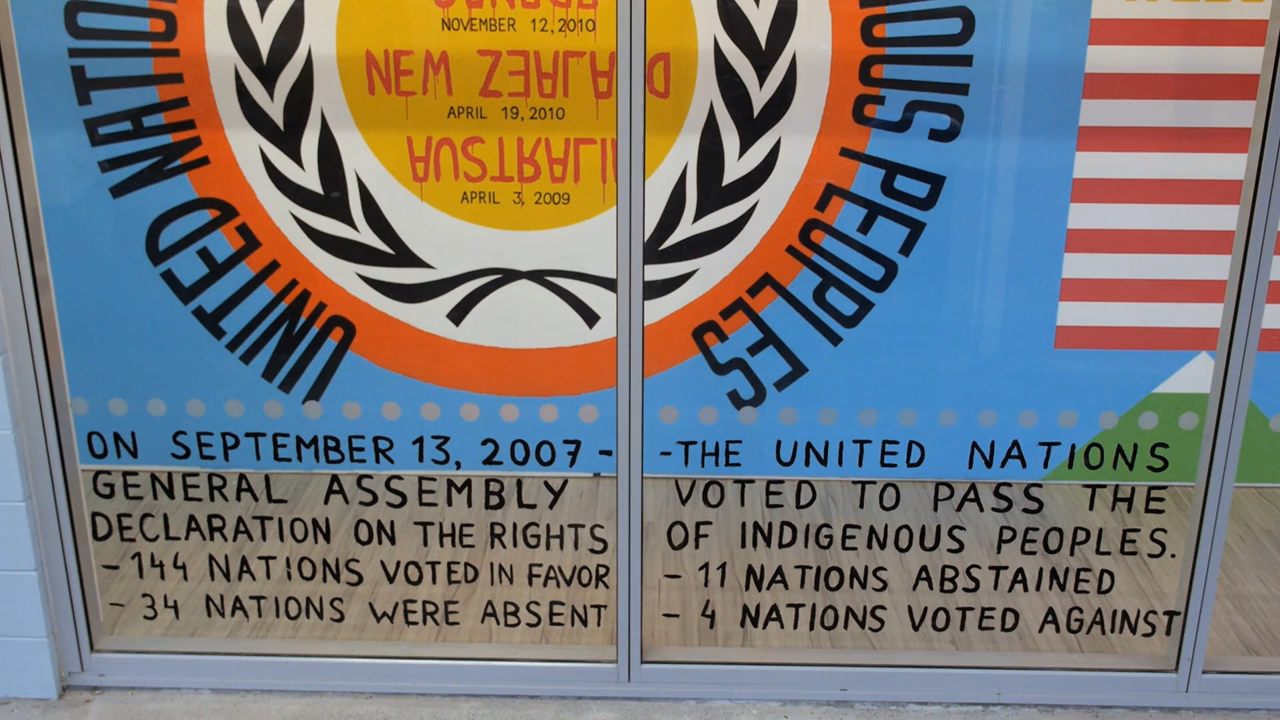 CANADA
NOVEMBER 12, 2010
NEW ZEALAND
APRIL 19, 2010
AUSTRALIA
APRIL 3, 2009
UNITED NATIO
OUS PEOPLES
ON SEPTEMBER 13, 2007 - - THE UNITED NATIONS
GENERAL ASSEMBLY VOTED TO PASS THE
DECLARATION ON THE RIGHTS OF INDIGENOUS PEOPLES.
- 144 NATIONS VOTED IN FAVOR - 11 NATIONS ABSTAINED
- 34 NATIONS WERE ABSENT - 4 NATIONS VOTED AGAINST